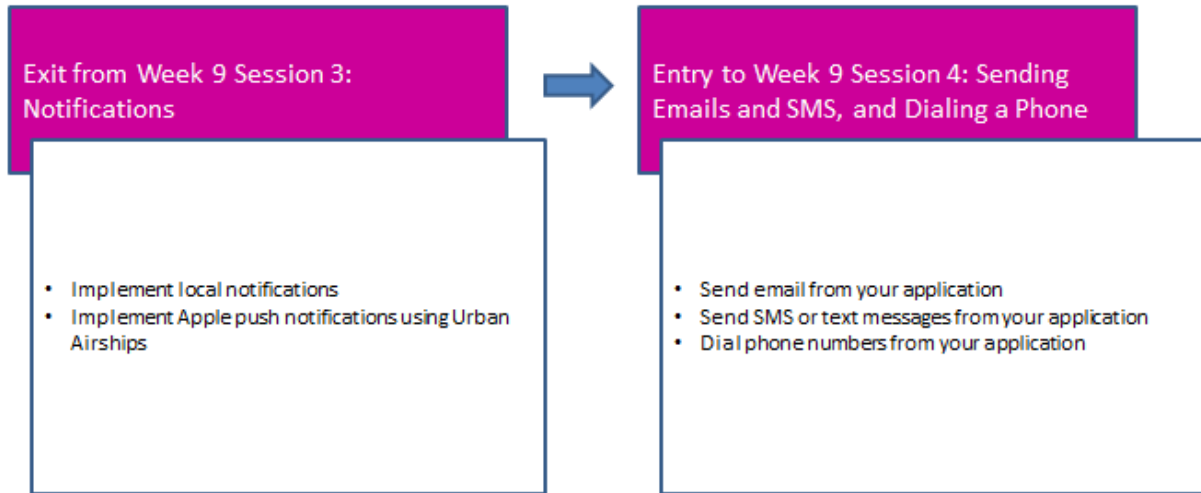 Exit from Week 9 Session 3:
Notifications
Entry to Week 9 Session 4: Sending
Emails and SMS, and Dialing a Phone
• Implement local notifications
• Implement Apple push notifications using Urban
Airships
• Send email from your application
• Send SMS or text messages from your application
• Dial phone numbers from your application